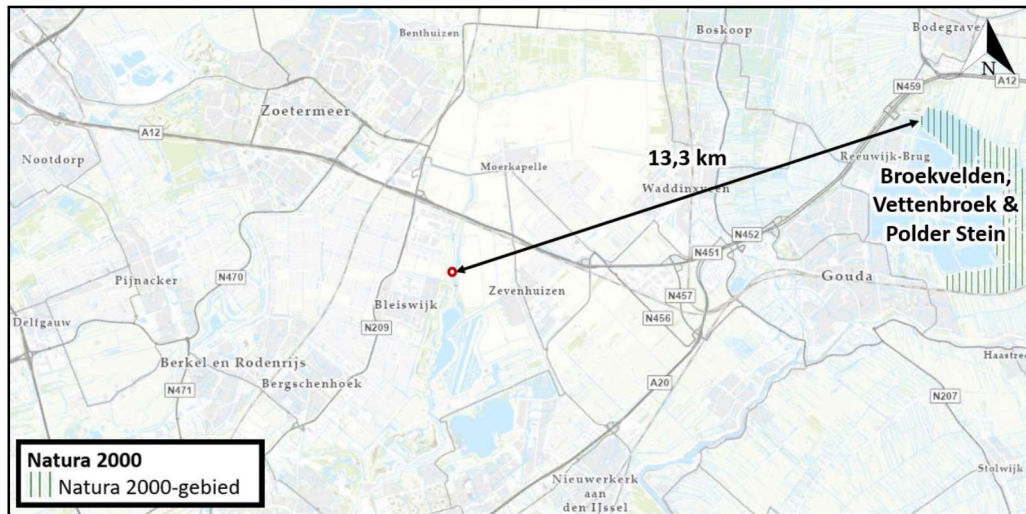 Benthuizen
Boskoop
Bodegrave
N
A12
N459
Zoetermeer
A12
Nootdorp
Moerkapelle
13,3 km
Reeuwijk-Brug
Waddinxveen
Broekvelden,
Vettenbroek &
Polder Stein
N452
N451
Pijnacker
N470
Gouda
Bleiswijk
Zevenhuizen
N457
N456
Delfgauw
N209
Berkel en Rodenrijs
Haastrec
N471
Bergschenhoek
A20
N207
Natura 2000
Natura 2000-gebied
Nieuwerkerk
aan
den IJssel
Stolwijk